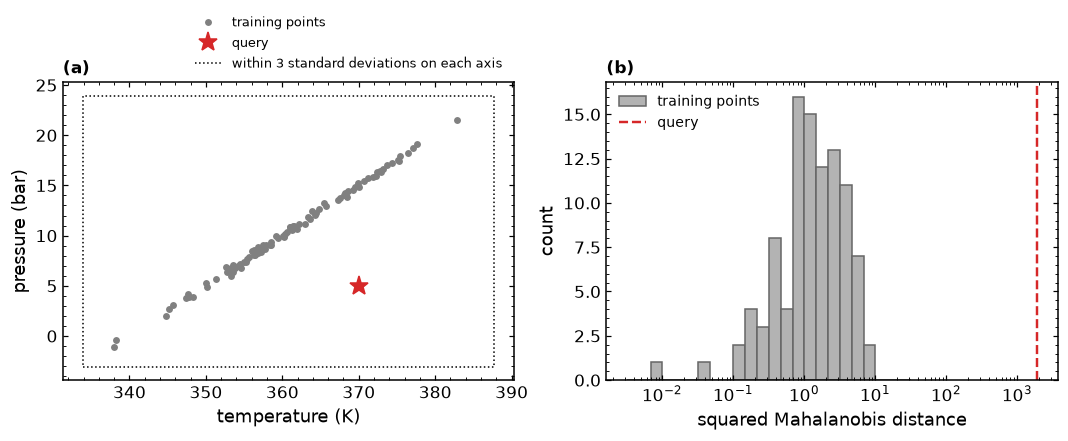 training points
query
within 3 standard deviations on each axis
(a)
25
20
15
10
5
0
pressure (bar)
340
350
360
370
380
390
temperature (K)
(b)
training points
query
15.0
12.5
10.0
7.5
5.0
2.5
0.0
count
10⁻²
10⁻¹
10⁰
10¹
10²
10³
squared Mahalanobis distance